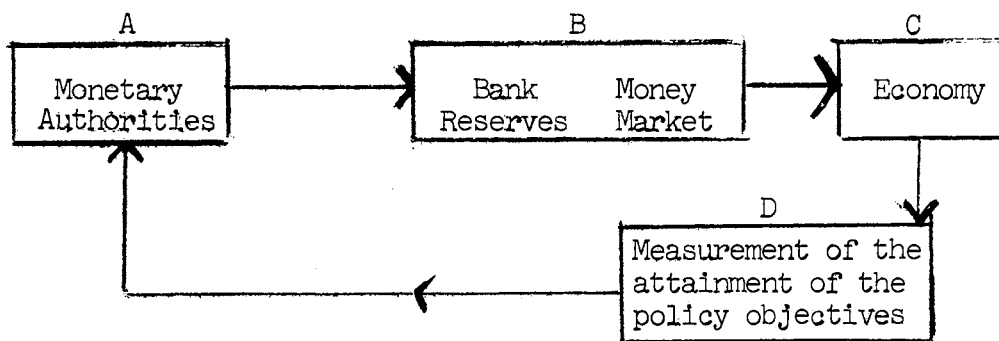 A
Monetary
Authorities
B
Bank Money
Reserves Market
C
Economy
D
Measurement of the
attainment of the
policy objectives